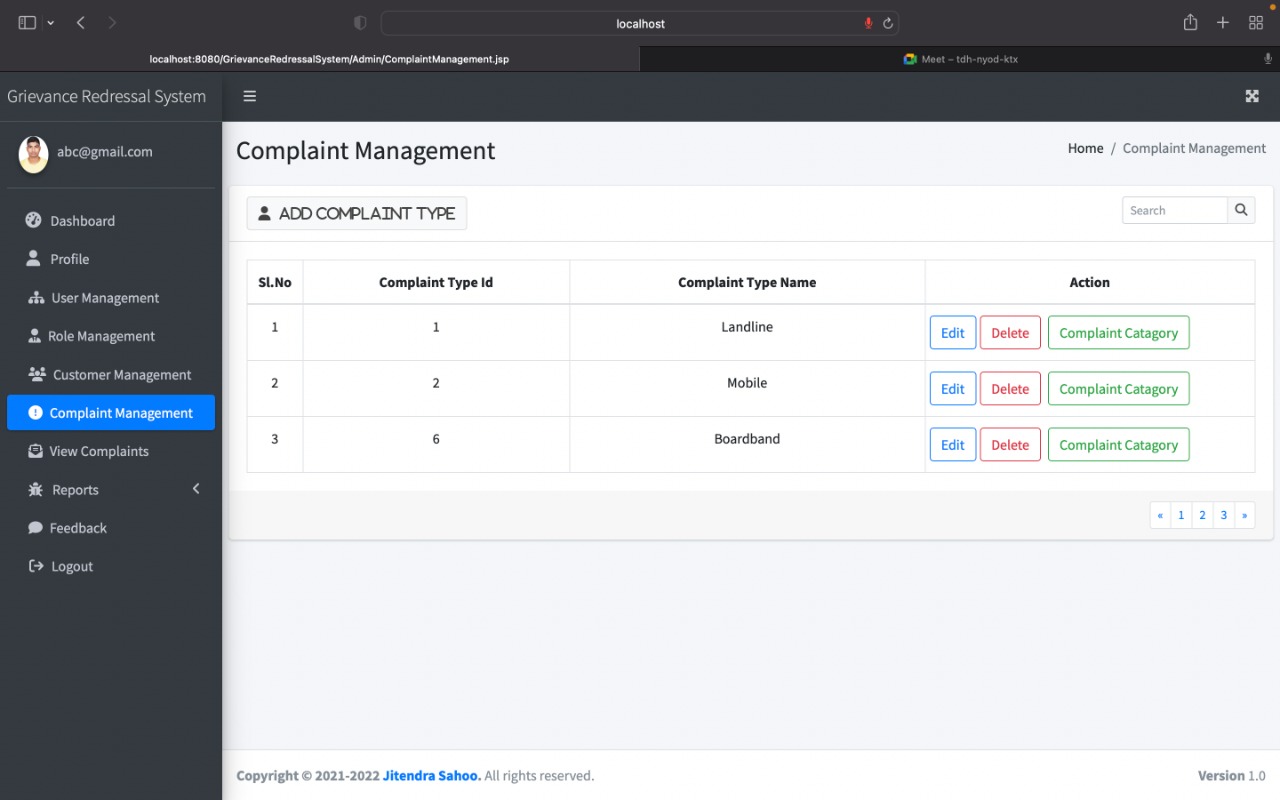 localhost
localhost:8080/GrievanceRedressalSystem/Admin/ComplaintManagement.jsp
Meet – tdh-nyod-ktx
Grievance Redressal System
abc@gmail.com
Complaint Management
Home / Complaint Management
Dashboard
Profile
User Management
Role Management
Customer Management
Complaint Management
View Complaints
Reports
Feedback
Logout
ADD COMPLAINT TYPE
Search
Sl.No Complaint Type Id Complaint Type Name Action
1 1 Landline Edit Delete Complaint Catagory
2 2 Mobile Edit Delete Complaint Catagory
3 6 Boardband Edit Delete Complaint Catagory
« 1 2 3 »
Copyright © 2021-2022 Jitendra Sahoo. All rights reserved.
Version 1.0